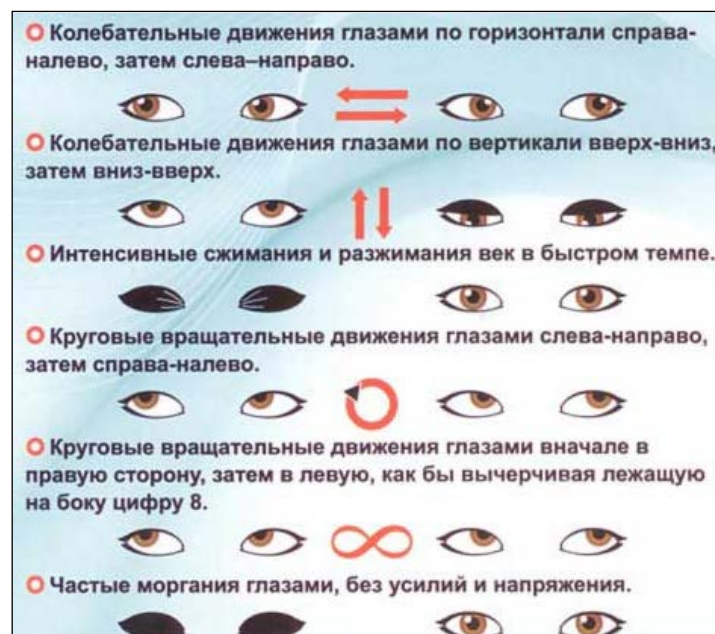 Колебательные движения глазами по горизонтали справа-
налево, затем слева–направо.
Колебательные движения глазами по вертикали вверх-вниз,
затем вниз-вверх.
Интенсивные сжимания и разжимания век в быстром темпе.
Круговые вращательные движения глазами слева-направо,
затем справа-налево.
Круговые вращательные движения глазами вначале в
правую сторону, затем в левую, как бы вычерчивая лежащую
на боку цифру 8.
Частые моргания глазами, без усилий и напряжения.